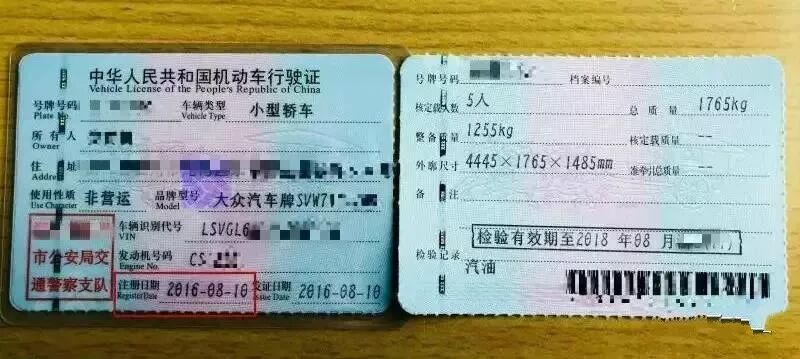 中华人民共和国机动车行驶证
Vehicle License of the People's Republic of China
号牌号码 车辆类型 小型轿车
Plate No. Vehicle Type
所有人
Owner
住址
Address
使用性质 非营运 品牌型号 大众汽车牌SVW71
Use Character Model
车辆识别代号 LSVGL6
VIN
市公安局交
通警察支队
发动机号码 CS
Engine No.
注册日期 2016-08-10 发证日期 2016-08-10
Register Date Issue Date
号牌号码 档案编号
核定载人数 5人 总质量 1765kg
整备质量 1255kg 核定载质量 --
外廓尺寸 4445×1765×1485mm 准牵引总质量 --
备注
检验有效期至2018年08月
检验记录
汽油